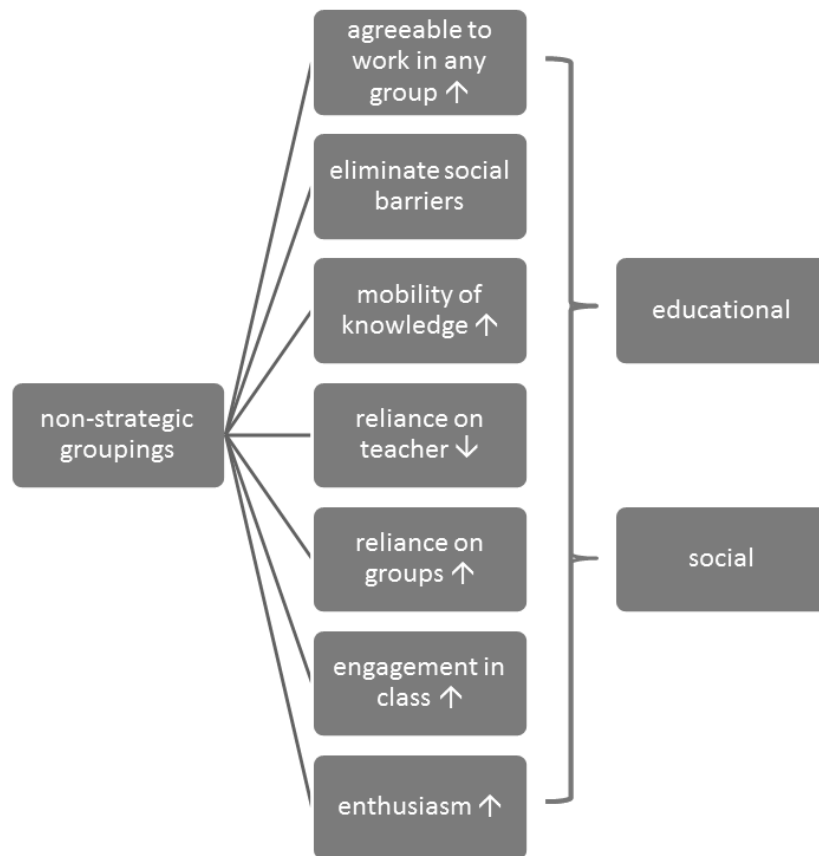 agreeable to
work in any
group ↑
eliminate social
barriers
mobility of
knowledge ↑
educational
non-strategic
groupings
reliance on
teacher ↓
reliance on
groups ↑
social
engagement in
class ↑
enthusiasm ↑